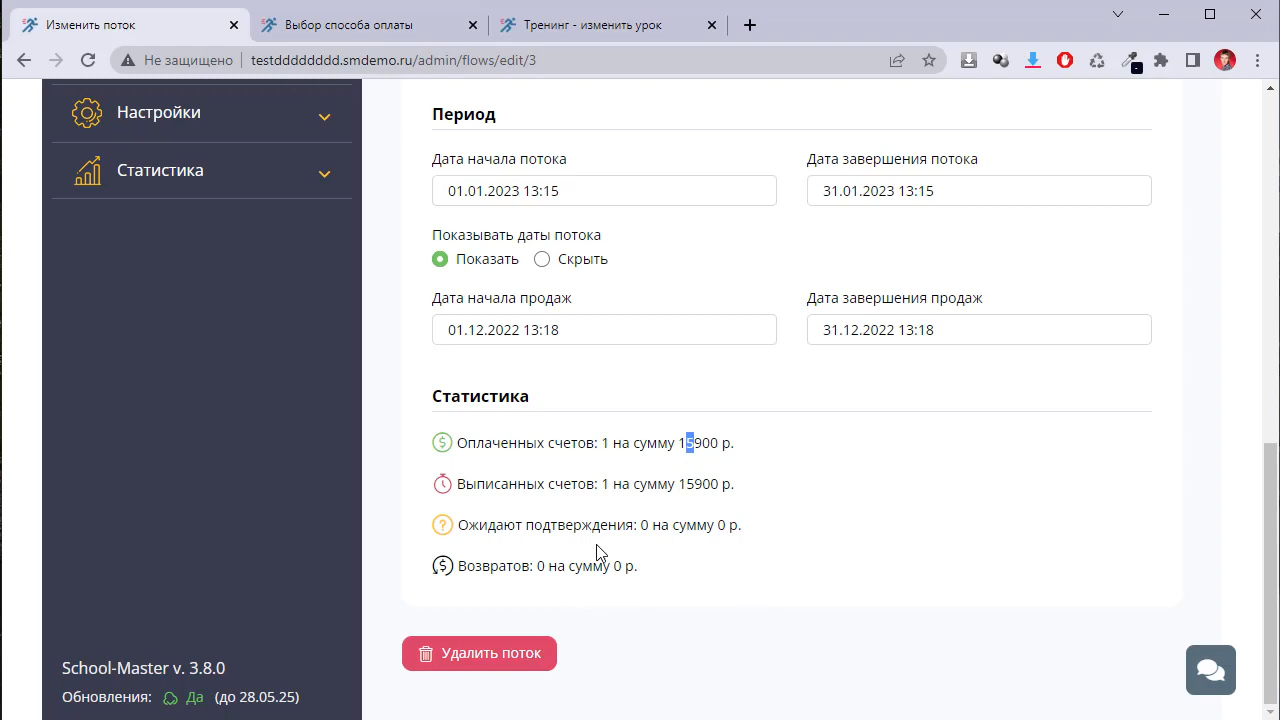 Изменить поток
Выбор способа оплаты
Тренинг - изменить урок
Не защищено
testdddddddd.smdemo.ru/admin/flows/edit/3
Настройки
Статистика
Период
Дата начала потока
Дата завершения потока
01.01.2023 13:15
31.01.2023 13:15
Показывать даты потока
Показать
Скрыть
Дата начала продаж
Дата завершения продаж
01.12.2022 13:18
31.12.2022 13:18
Статистика
Оплаченных счетов: 1 на сумму 15900 р.
Выписанных счетов: 1 на сумму 15900 р.
Ожидают подтверждения: 0 на сумму 0 р.
Возвратов: 0 на сумму 0 р.
Удалить поток
School-Master v. 3.8.0
Обновления: Да (до 28.05.25)